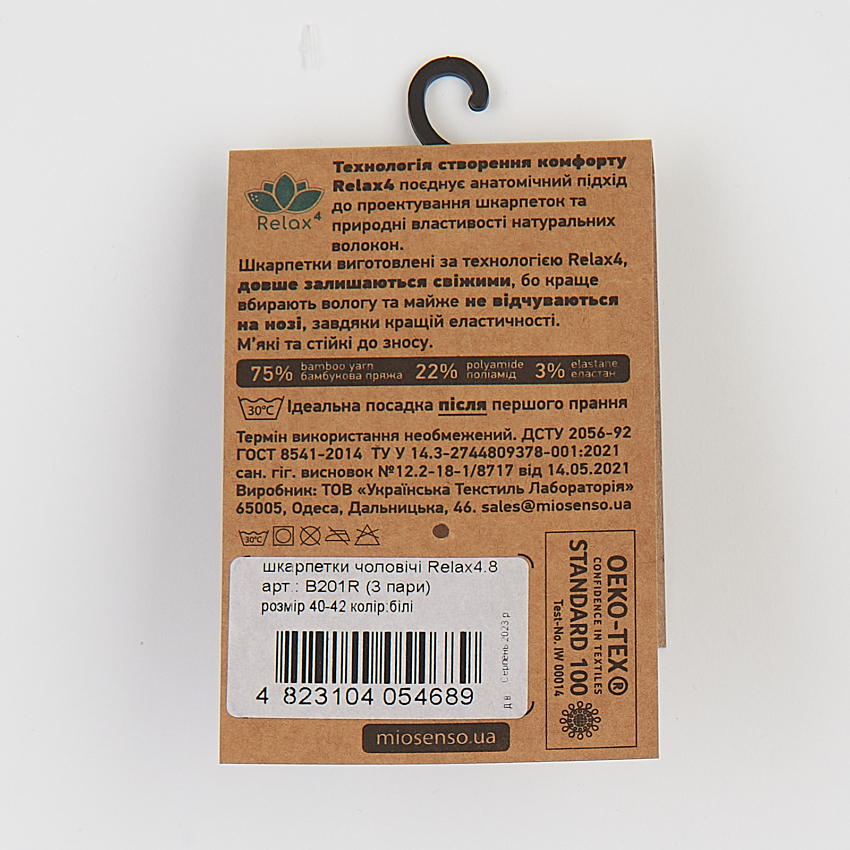 Relax4
Технологія створення комфорту
Relax4 поєднує анатомічний підхід
до проектування шкарпеток та
природні властивості натуральних
волокон.
Шкарпетки виготовлені за технологією Relax4,
довше залишаються свіжими, бо краще
вбирають вологу та майже не відчуваються
на нозі, завдяки кращій еластичності.
М'які та стійкі до зносу.
75% bamboo yarn 22% polyamide 3% elastane
бамбукова пряжа поліамід еластан
30°C Ідеальна посадка після першого прання
Термін використання необмежений. ДСТУ 2056-92
ГОСТ 8541-2014 ТУ У 14.3-2744809378-001:2021
сан. гіг. висновок №12.2-18-1/8717 від 14.05.2021
Виробник: ТОВ «Українська Текстиль Лабораторія»
65005, Одеса, Дальницька, 46. sales@miosenso.ua
30°C
шкарпетки чоловічі Relax4.8
арт.: B201R (3 пари)
розмір 40-42 колір:білі
4 823104 054689
Д.в. Серпень 2023 р
OEKO-TEX®
CONFIDENCE IN TEXTILES
STANDARD 100
Test-No. IW 00014
miosenso.ua